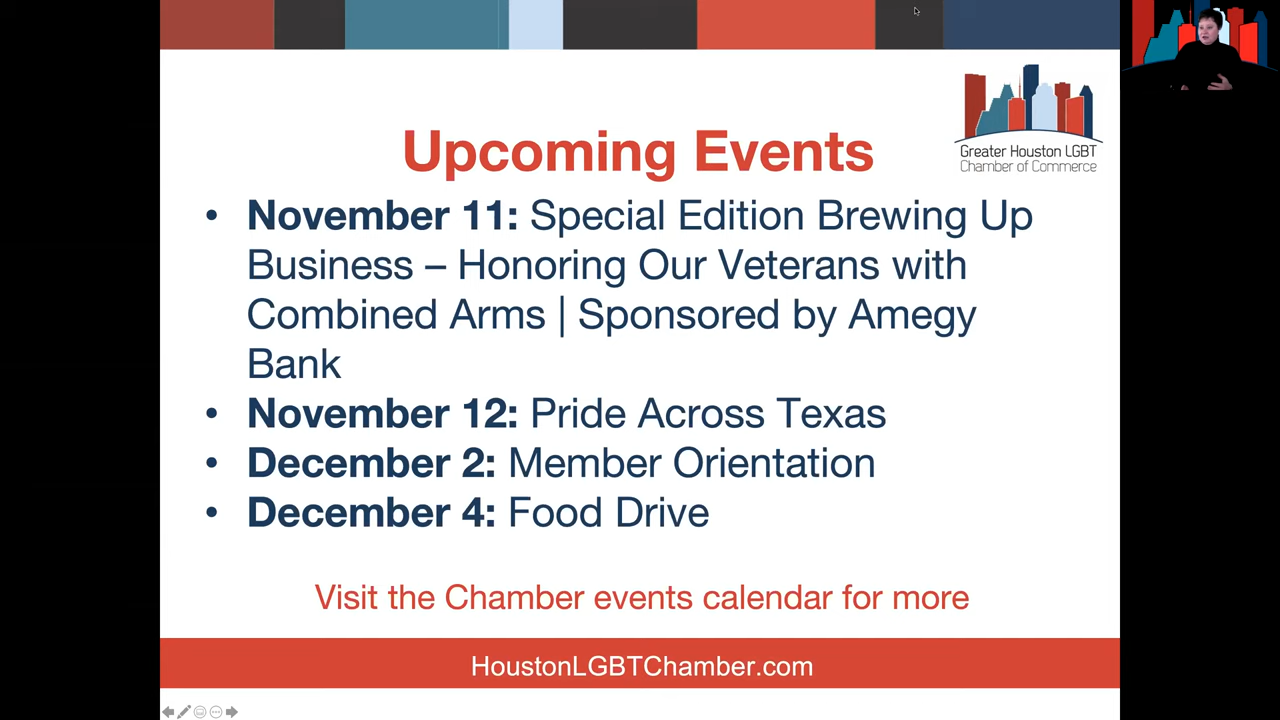 Greater Houston LGBT
Chamber of Commerce
Upcoming Events
• November 11: Special Edition Brewing Up
Business – Honoring Our Veterans with
Combined Arms | Sponsored by Amegy
Bank
• November 12: Pride Across Texas
• December 2: Member Orientation
• December 4: Food Drive
Visit the Chamber events calendar for more
HoustonLGBTChamber.com